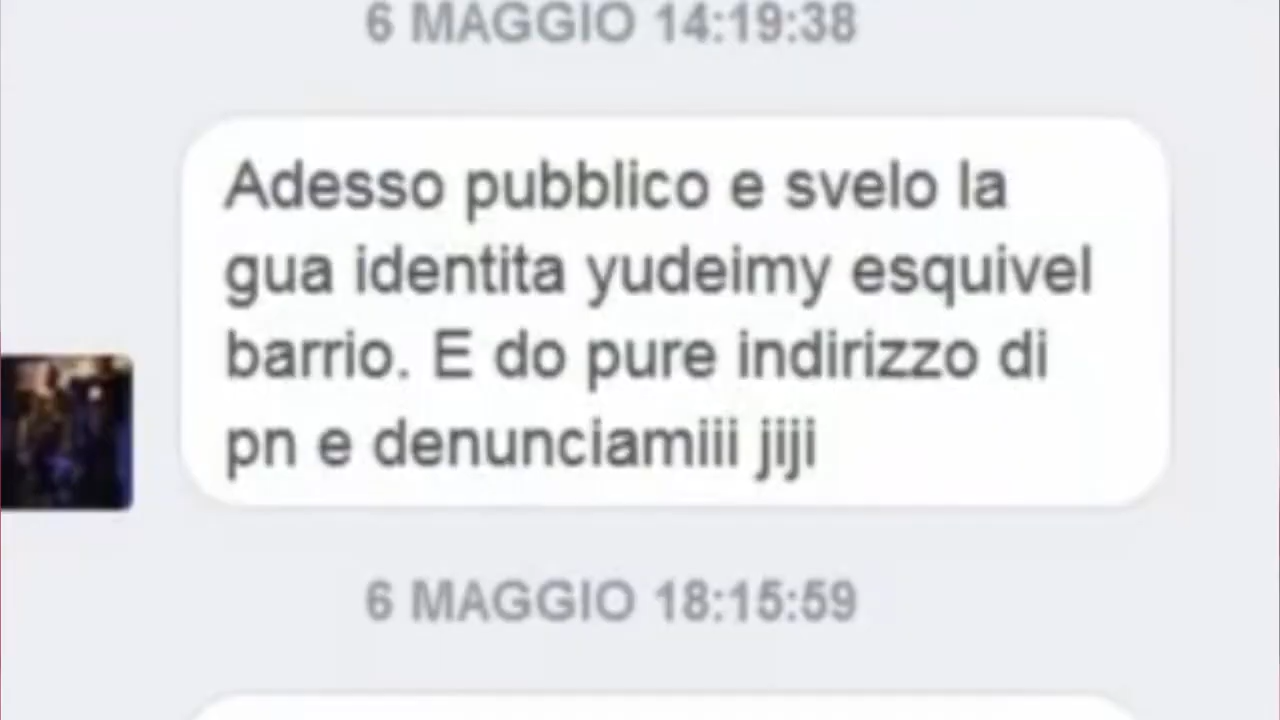 6 MAGGIO 14:19:38
Adesso pubblico e svelo la
gua identita yudeimy esquivel
barrio. E do pure indirizzo di
pn e denunciamiii jiji
6 MAGGIO 18:15:59